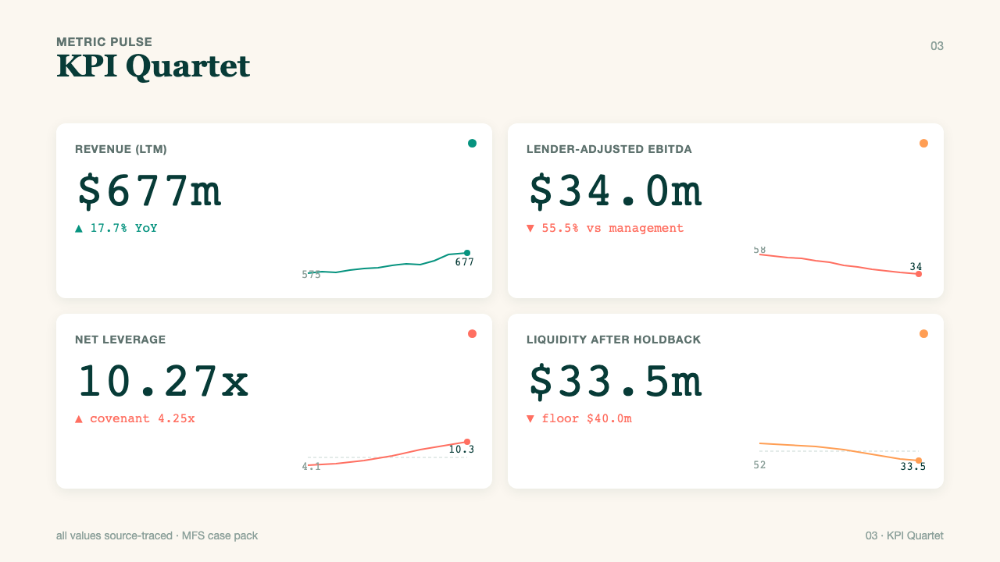 METRIC PULSE
KPI Quartet
03
REVENUE (LTM)
$677m
▲ 17.7% YoY
575
677
LENDER-ADJUSTED EBITDA
$34.0m
▼ 55.5% vs management
58
34
NET LEVERAGE
10.27x
▲ covenant 4.25x
4.1
10.3
LIQUIDITY AFTER HOLDBACK
$33.5m
▼ floor $40.0m
52
33.5
all values source-traced · MFS case pack
03 · KPI Quartet